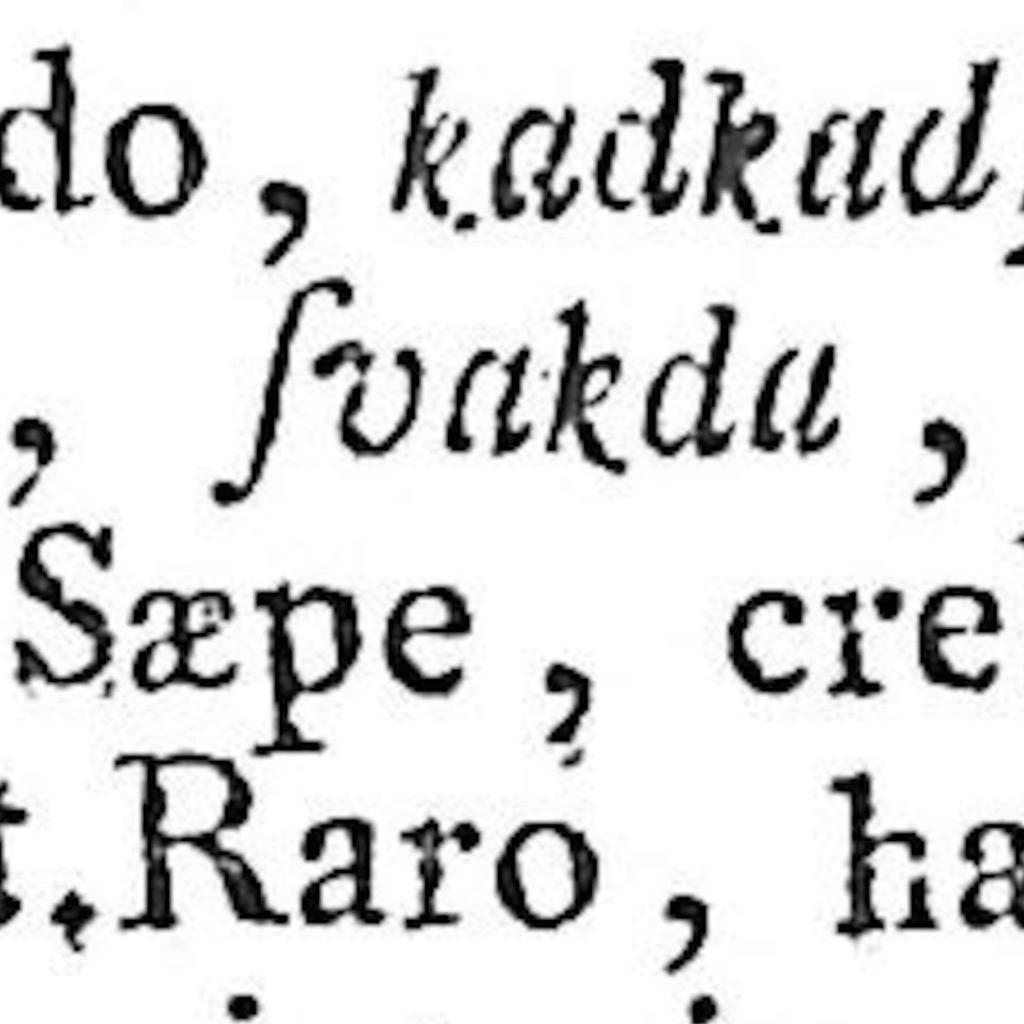 do, kadkad,
, ſvakda,
Sæpe, cre
t. Raro, ha